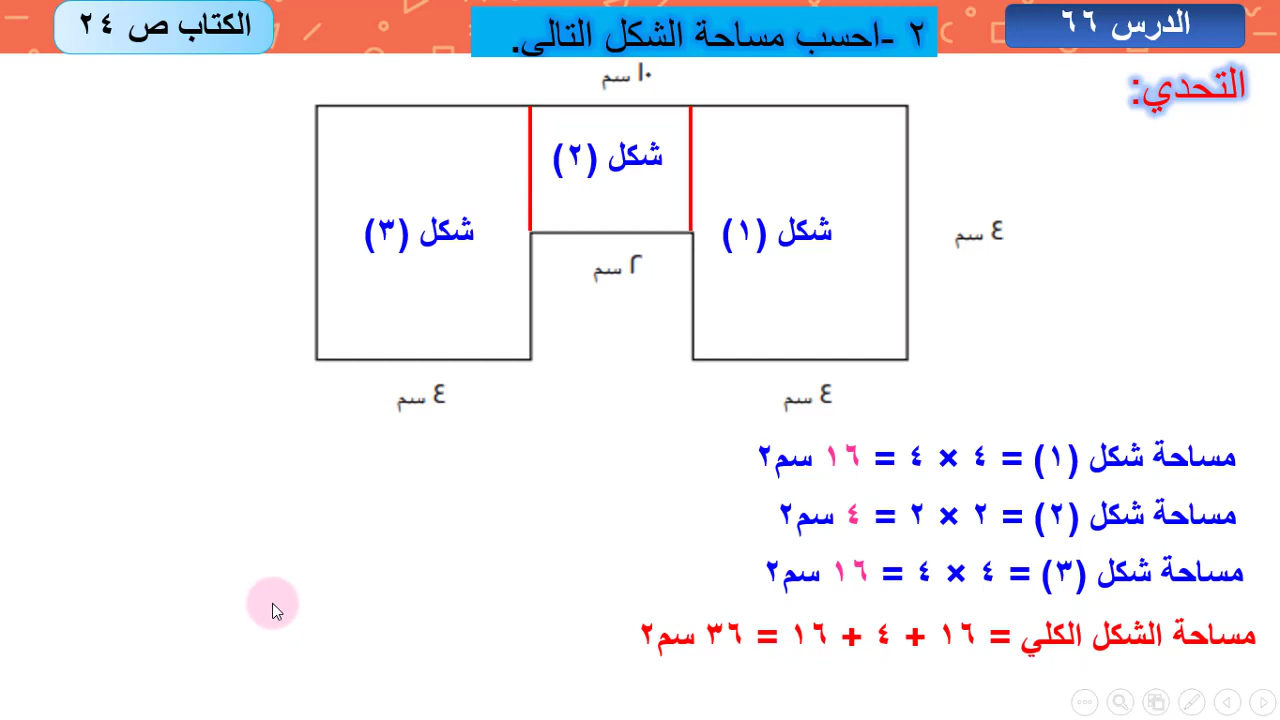 الدرس ٦٦
٢ -احسب مساحة الشكل التالي.
الكتاب ص ٢٤
التحدي:
١٠ سم
شكل (١)
شكل (٢)
شكل (٣)
٤ سم
٢ سم
٤ سم
٤ سم
مساحة شكل (١) = ٤ × ٤ = ١٦ سم٢
مساحة شكل (٢) = ٢ × ٢ = ٤ سم٢
مساحة شكل (٣) = ٤ × ٤ = ١٦ سم٢
مساحة الشكل الكلي = ١٦ + ٤ + ١٦ = ٣٦ سم٢